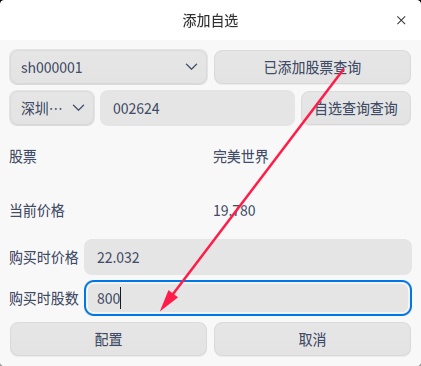 添加自选
sh000001 已添加股票查询
深圳… 002624 自选查询查询
股票 完美世界
当前价格 19.780
购买时价格 22.032
购买时股数 800
配置 取消